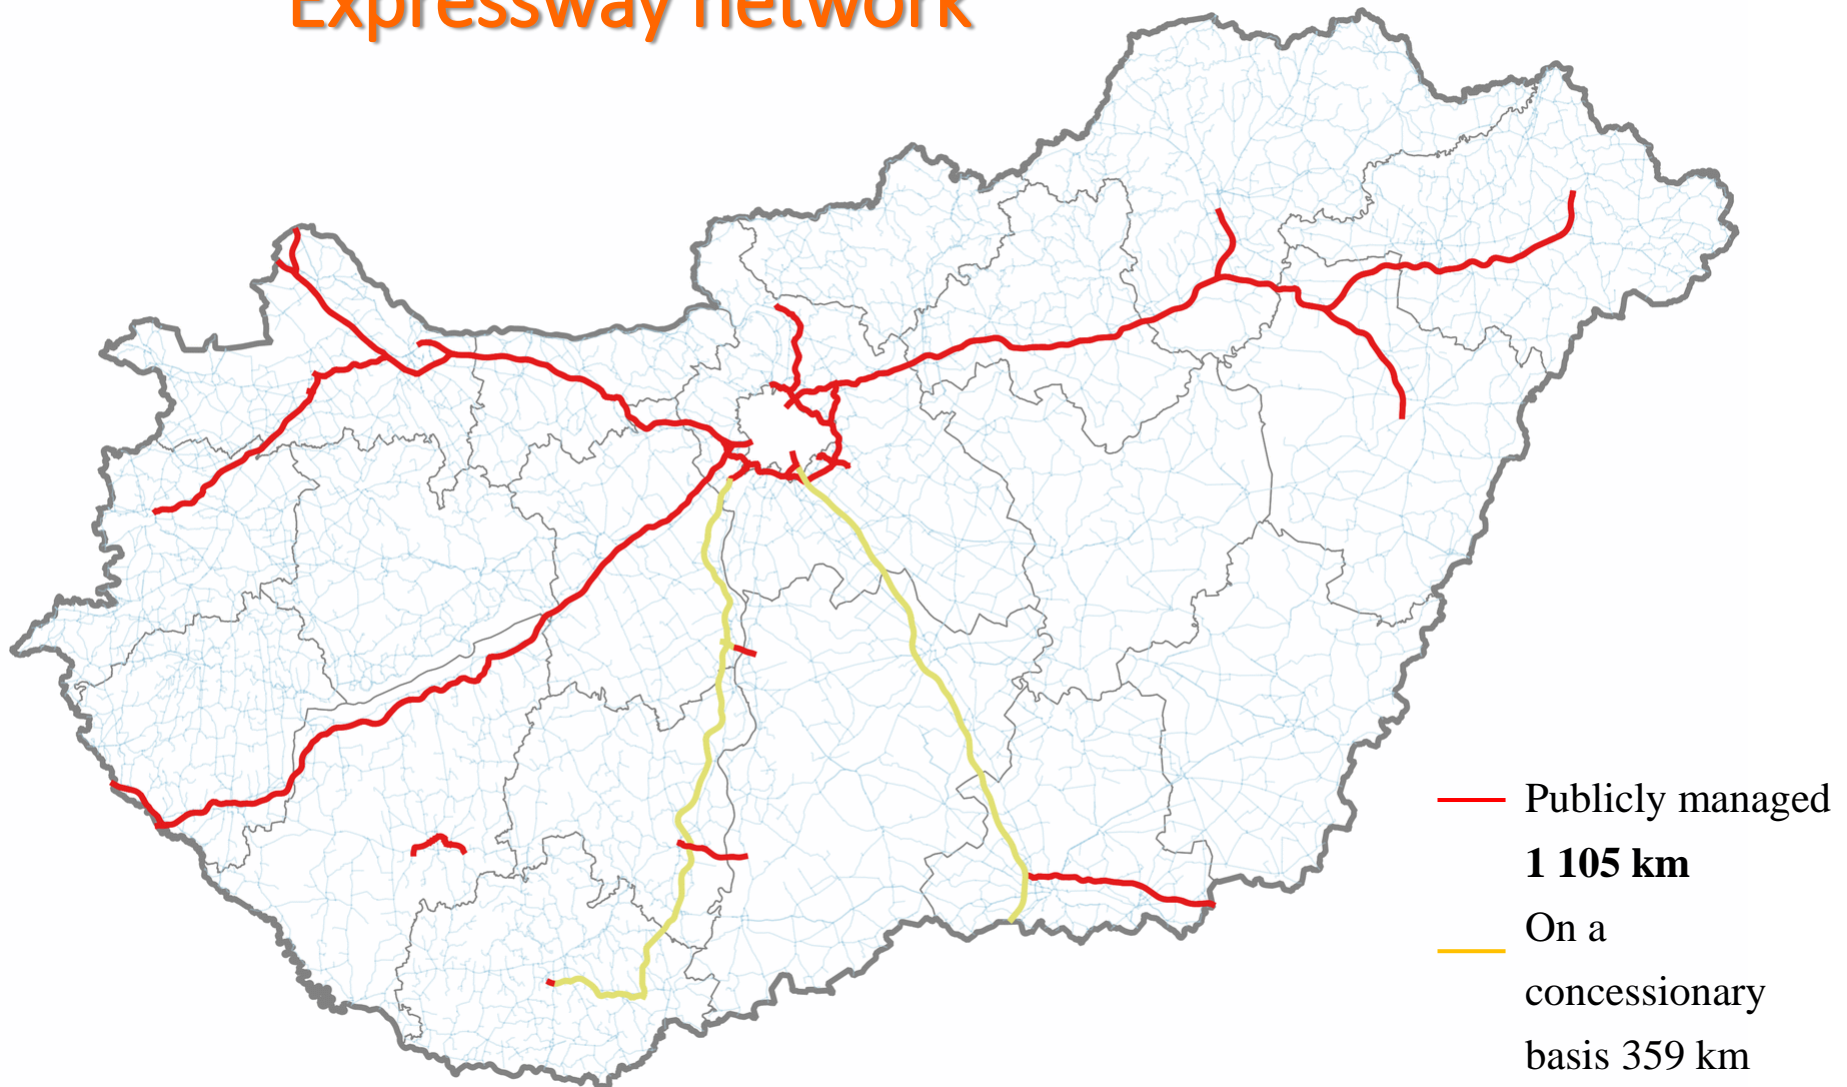 Expressway network
Publicly managed
1 105 km
On a
concessionary
basis 359 km